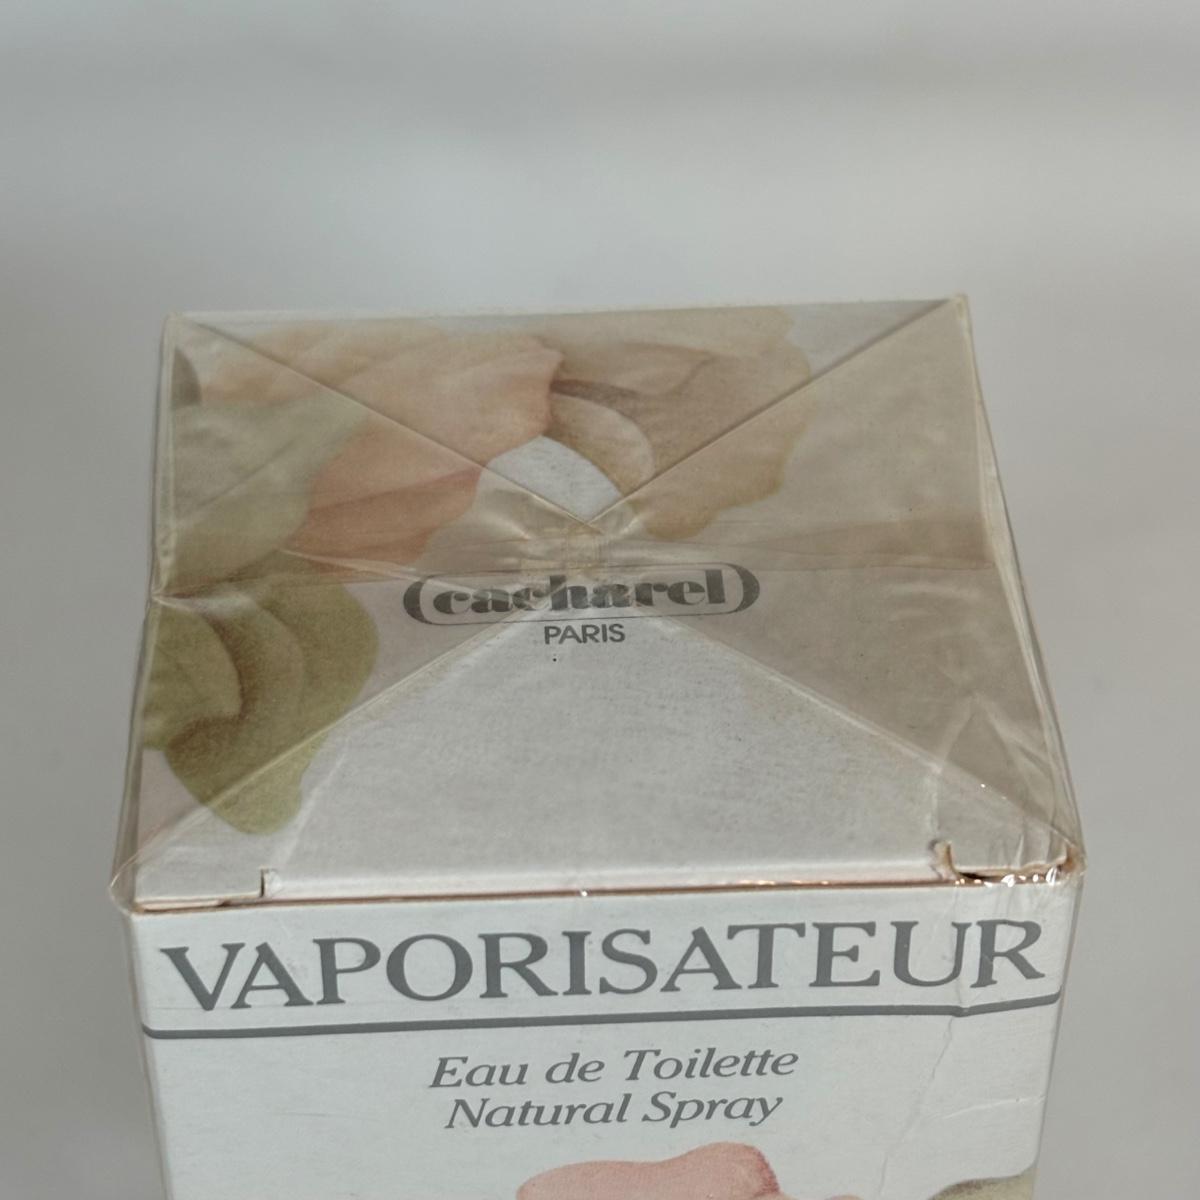 cacharel
PARIS
VAPORISATEUR
Eau de Toilette
Natural Spray